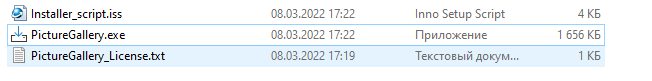 Installer_script.iss 08.03.2022 17:22 Inno Setup Script 4 КБ
PictureGallery.exe 08.03.2022 17:22 Приложение 1 656 КБ
PictureGallery_License.txt 08.03.2022 17:19 Текстовый докум... 1 КБ